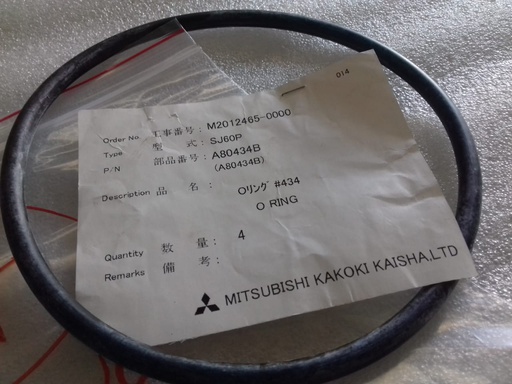 014
Order No. 工事番号: M2012465-0000
Type 型 式: SJ60P
P/N 部品番号: A80434B
(A80434B)
Description 品 名: Oリング #434
O RING
Quantity 数 量: 4
Remarks 備 考:
MITSUBISHI KAKOKI KAISHA,LTD